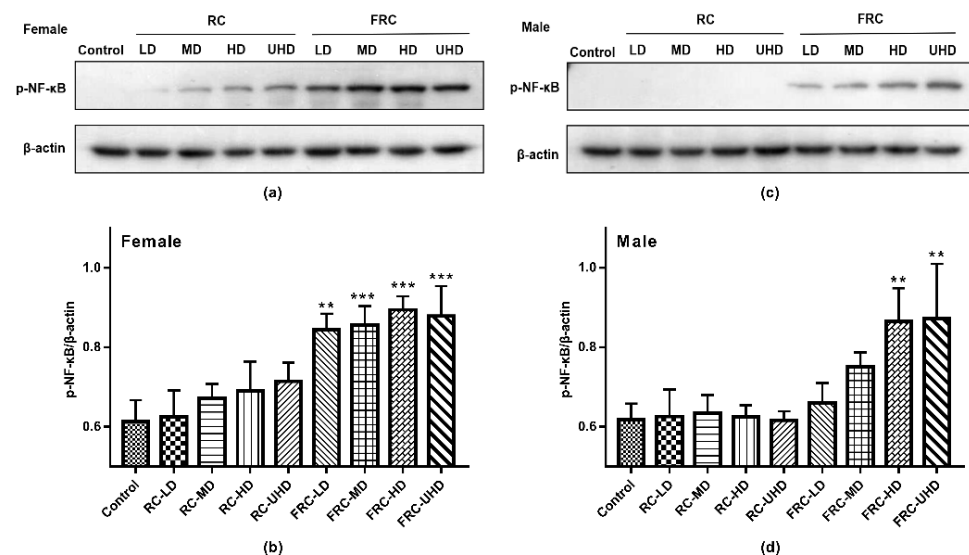 Female
RC
FRC
Control
LD
MD
HD
UHD
LD
MD
HD
UHD
p-NF-κB
β-actin
(a)
Male
RC
FRC
Control
LD
MD
HD
UHD
LD
MD
HD
UHD
p-NF-κB
β-actin
(c)
Female
p-NF-κB/β-actin
1.0
0.8
0.6
**
***
***
***
Control
RC-LD
RC-MD
RC-HD
RC-UHD
FRC-LD
FRC-MD
FRC-HD
FRC-UHD
(b)
Male
p-NF-κB/β-actin
1.0
0.8
0.6
**
**
Control
RC-LD
RC-MD
RC-HD
RC-UHD
FRC-LD
FRC-MD
FRC-HD
FRC-UHD
(d)